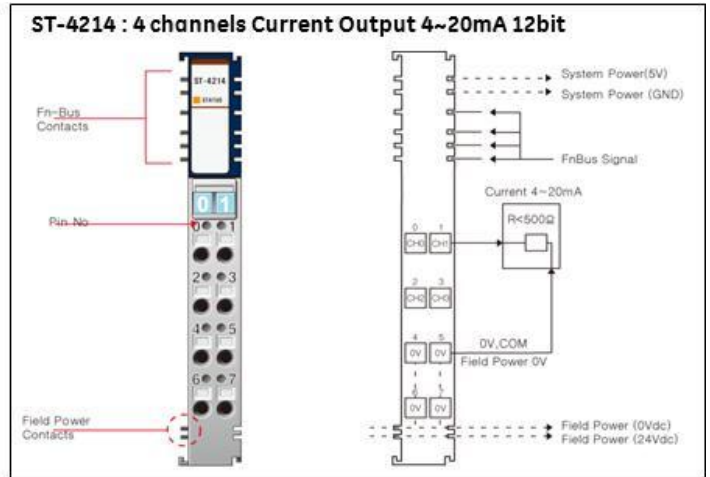 ST-4214 : 4 channels Current Output 4~20mA 12bit
ST-4214
STATUS
Fn-Bus
Contacts
Pin No
0 1
0 1
2 3
4 5
6 7
Field Power
Contacts
System Power(5V)
System Power (GND)
FnBus Signal
Current 4~20mA
R<500Ω
0 1
CH0 CH1
2 3
CH2 CH3
4 5
0V 0V
0V,COM
Field Power 0V
6 7
0V 0V
Field Power (0Vdc)
Field Power (24Vdc)